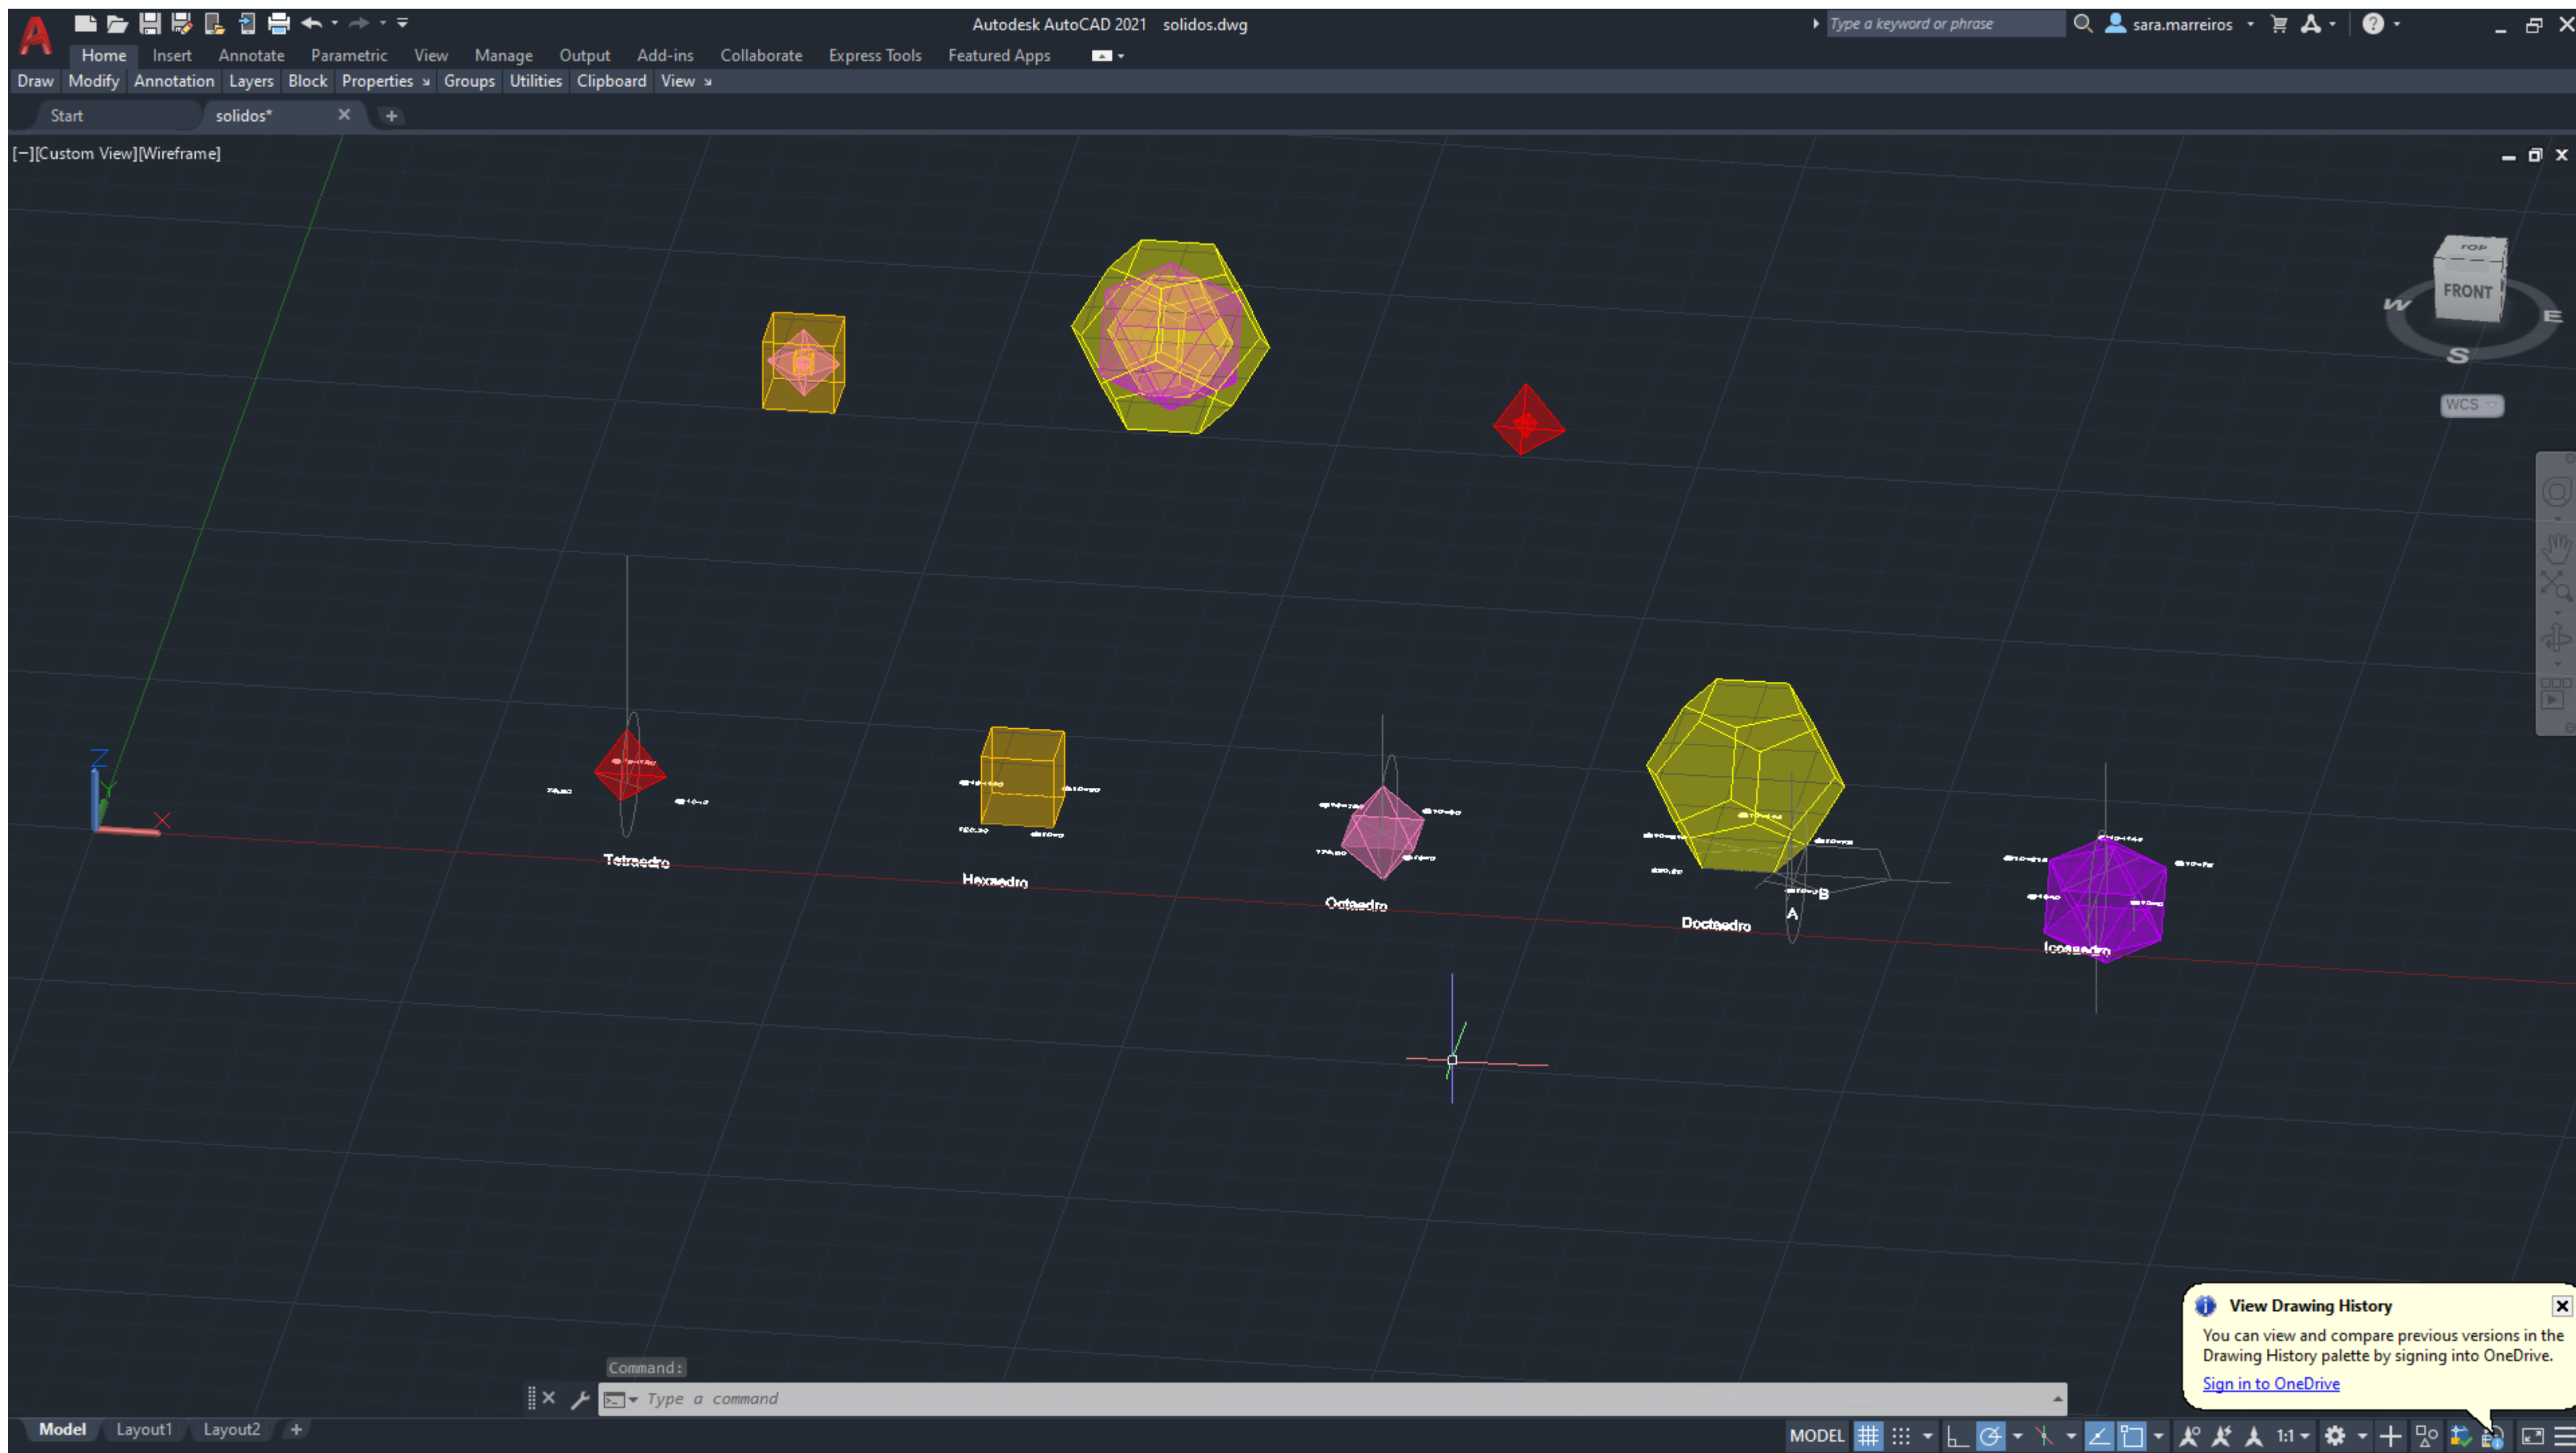 Autodesk AutoCAD 2021 solidos.dwg
Type a keyword or phrase
sara.marreiros
Home Insert Annotate Parametric View Manage Output Add-ins Collaborate Express Tools Featured Apps
Draw Modify Annotation Layers Block Properties Groups Utilities Clipboard View
Start solidos*
[−][Custom View][Wireframe]
TOP
FRONT
W
E
S
WCS
Z
Y
X
Tetraedro
Hexaedro
Octaedro
Doctaedro
A
B
Icosaedro
View Drawing History
You can view and compare previous versions in the
Drawing History palette by signing into OneDrive.
Sign in to OneDrive
Command:
Type a command
Model Layout1 Layout2 +
MODEL
1:1